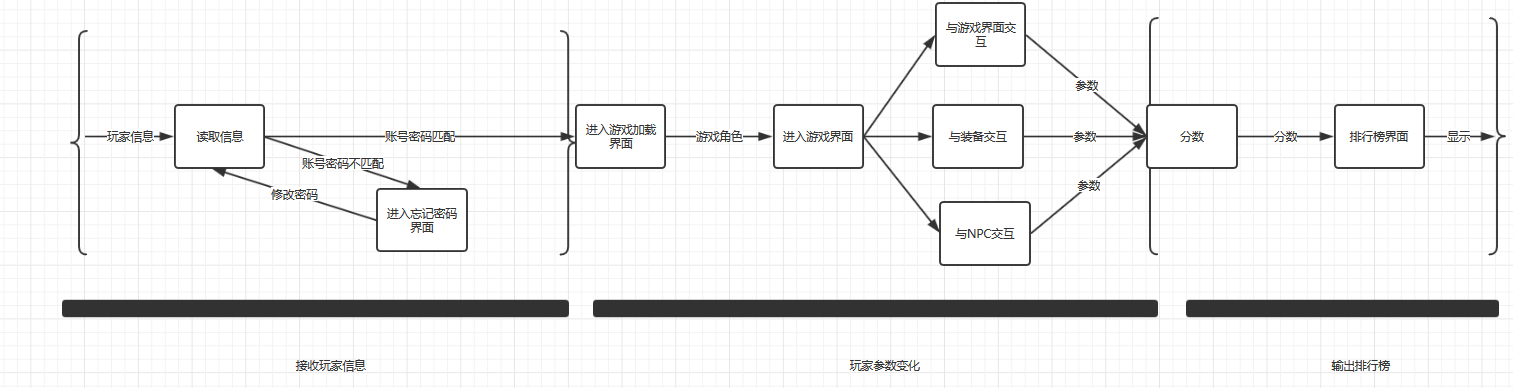 玩家信息
读取信息
账号密码匹配
账号密码不匹配
修改密码
进入忘记密码
界面
进入游戏加载
界面
游戏角色
进入游戏界面
与游戏界面交
互
与装备交互
与NPC交互
参数
参数
参数
分数
分数
排行榜界面
显示
接收玩家信息
玩家参数变化
输出排行榜